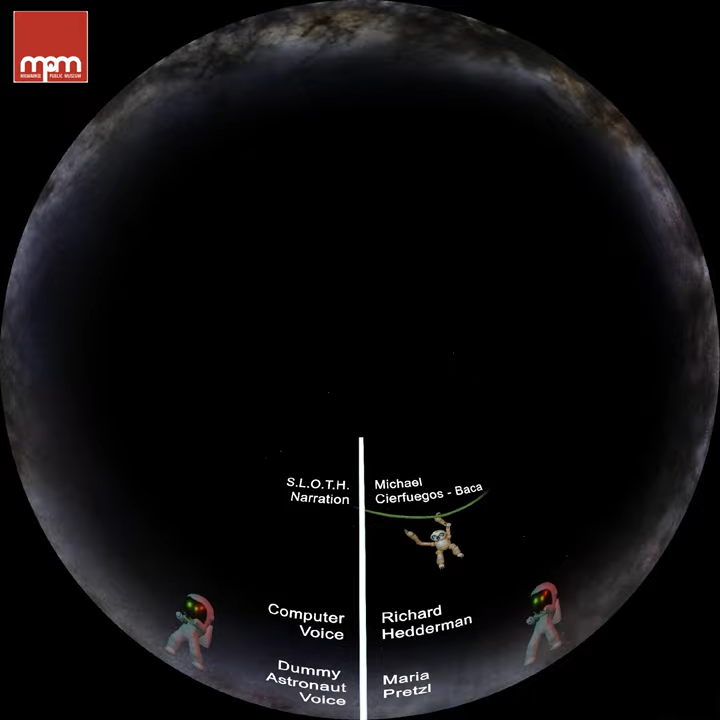 mpm
MILWAUKEE PUBLIC MUSEUM
S.L.O.T.H.
Narration
Michael
Cierfuegos - Baca
Computer
Voice
Richard
Hedderman
Dummy
Astronaut
Voice
Maria
Pretzl